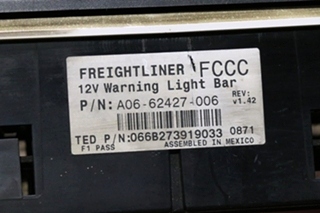 FREIGHTLINER FCCC
12V Warning Light Bar
P/N: A06-62427-006
REV:
v1.42
TED P/N:066B273919033 0871
F1 PASS ASSEMBLED IN MEXICO